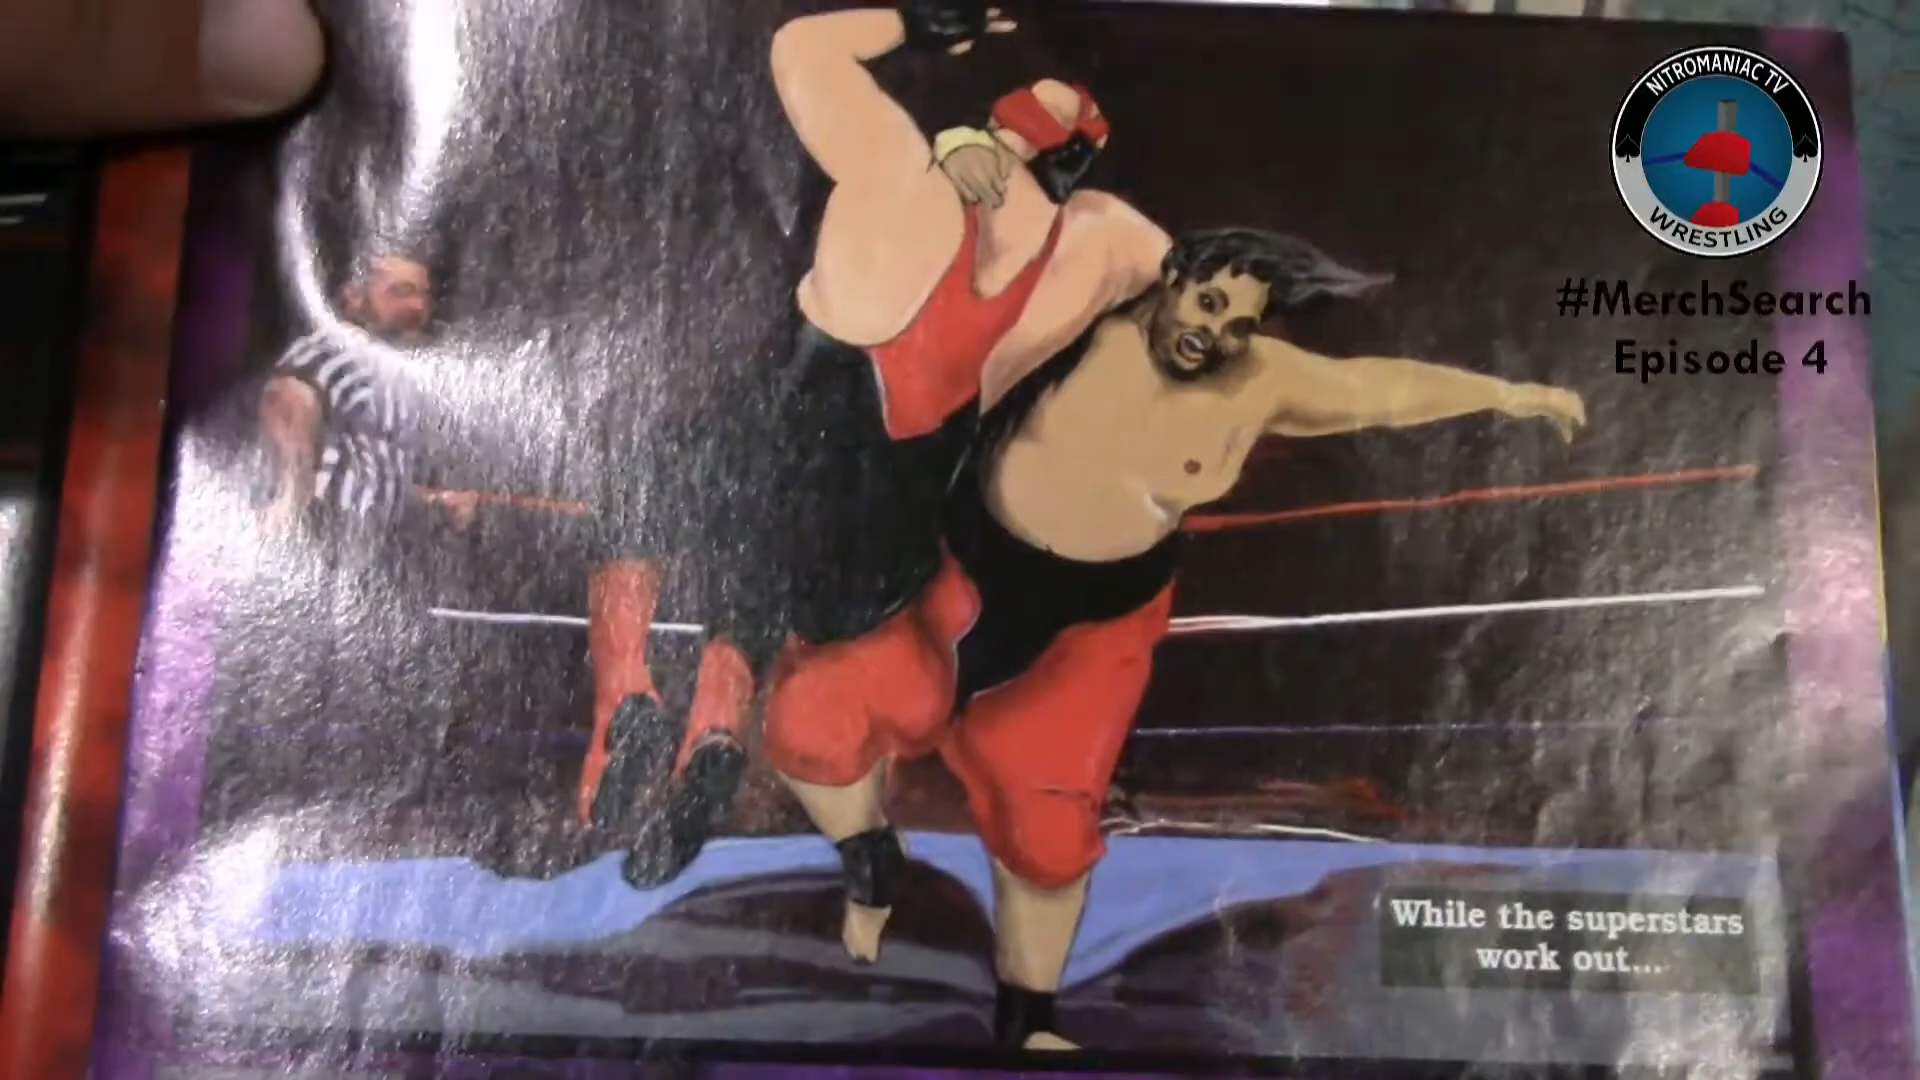 NITROMANIAC TV
WRESTLING
#MerchSearch
Episode 4
While the superstars
work out...